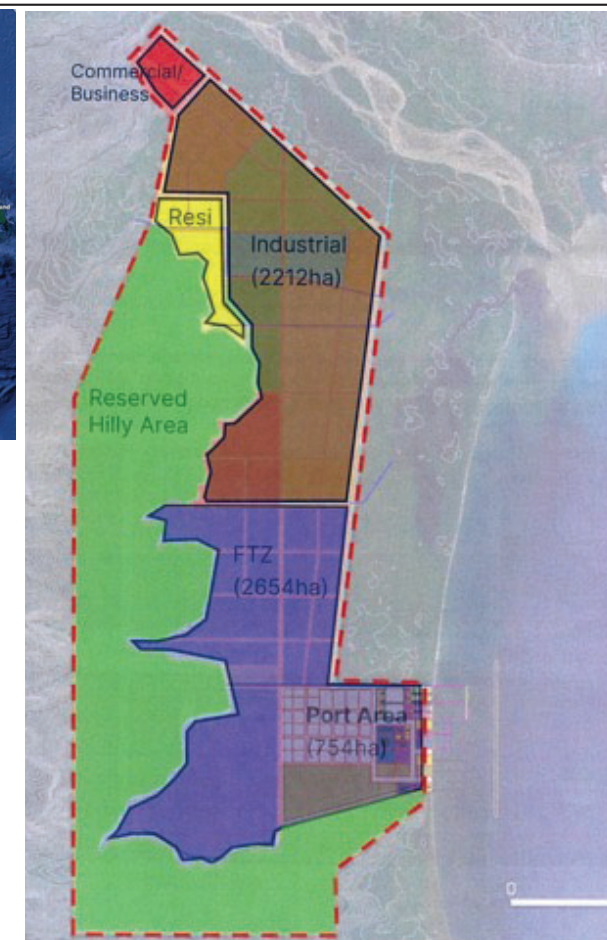 Commercial/
Business
Resi
Industrial
(2212ha)
Reserved
Hilly Area
FTZ
(2654ha)
Port Area
(754ha)
0